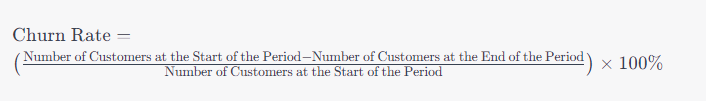 Churn Rate =
(Number of Customers at the Start of the Period−Number of Customers at the End of the Period
Number of Customers at the Start of the Period) × 100%